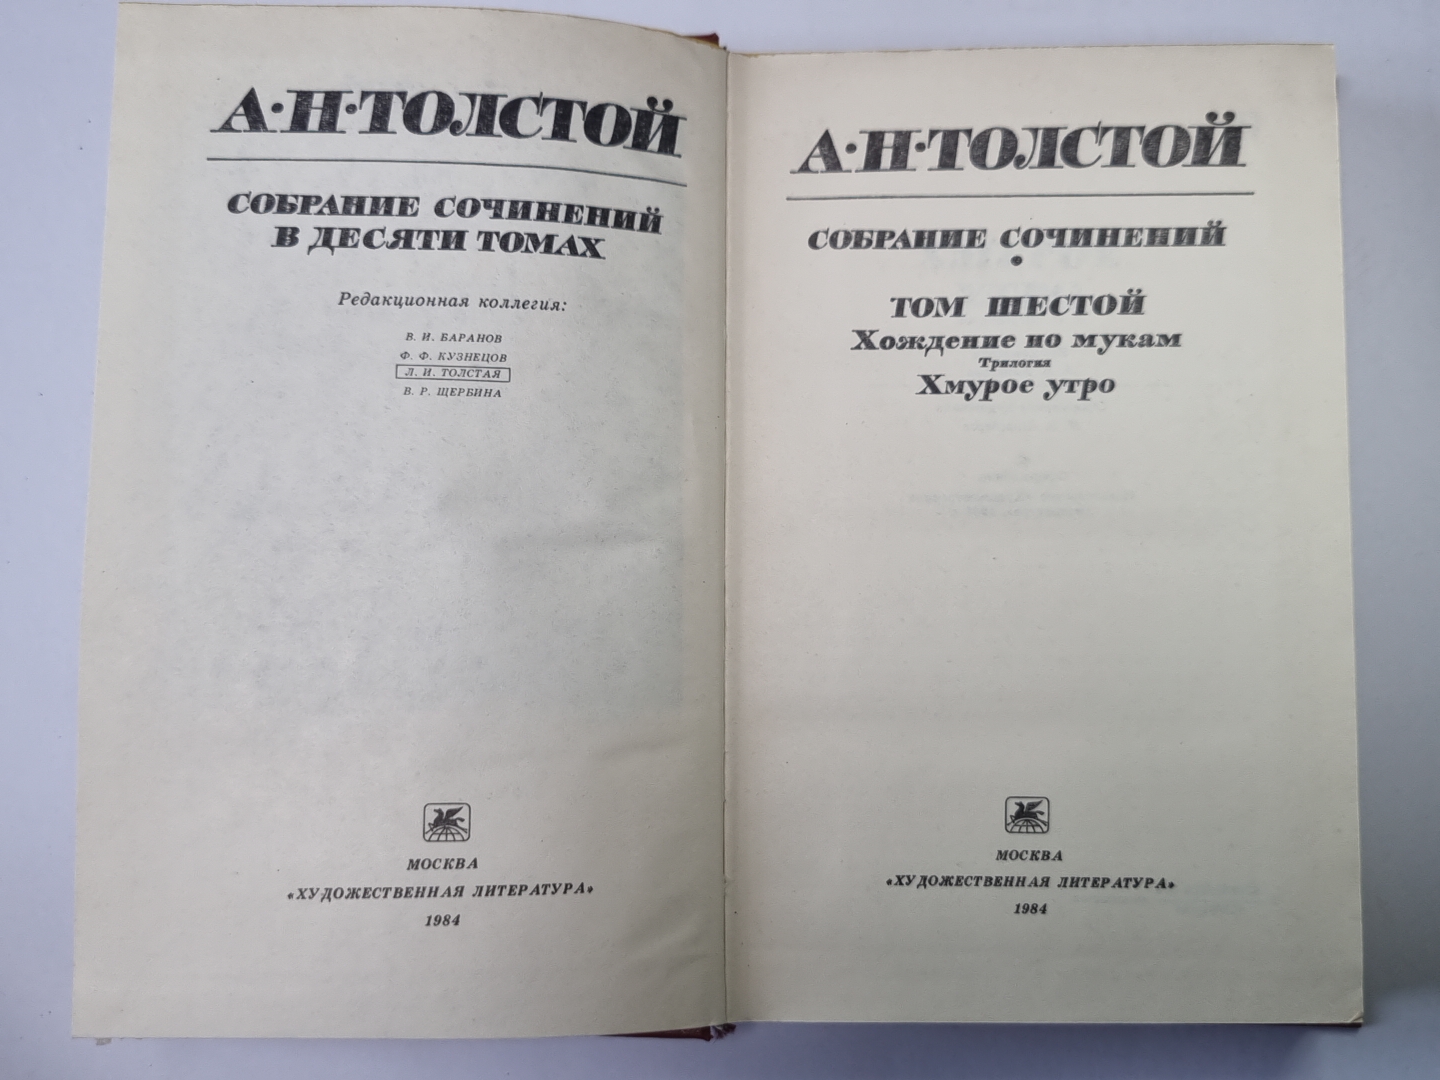 А·Н·ТОЛСТОЙ
СОБРАНИЕ СОЧИНЕНИЙ
В ДЕСЯТИ ТОМАХ
Редакционная коллегия:
В. И. БАРАНОВ
Ф. Ф. КУЗНЕЦОВ
Л. И. ТОЛСТАЯ
В. Р. ЩЕРБИНА
МОСКВА
«ХУДОЖЕСТВЕННАЯ ЛИТЕРАТУРА»
1984
А·Н·ТОЛСТОЙ
СОБРАНИЕ СОЧИНЕНИЙ
•
ТОМ ШЕСТОЙ
Хождение по мукам
Трилогия
Хмурое утро
МОСКВА
«ХУДОЖЕСТВЕННАЯ ЛИТЕРАТУРА»
1984